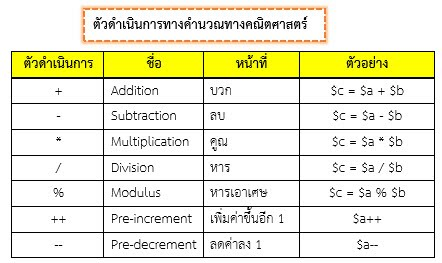 ตัวดำเนินการทางคำนวณทางคณิตศาสตร์
ตัวดำเนินการ ชื่อ หน้าที่ ตัวอย่าง
+ Addition บวก $c = $a + $b
- Subtraction ลบ $c = $a - $b
* Multiplication คูณ $c = $a * $b
/ Division หาร $c = $a / $b
% Modulus หารเอาเศษ $c = $a % $b
++ Pre-increment เพิ่มค่าขึ้นอีก 1 $a++
-- Pre-decrement ลดค่าลง 1 $a--